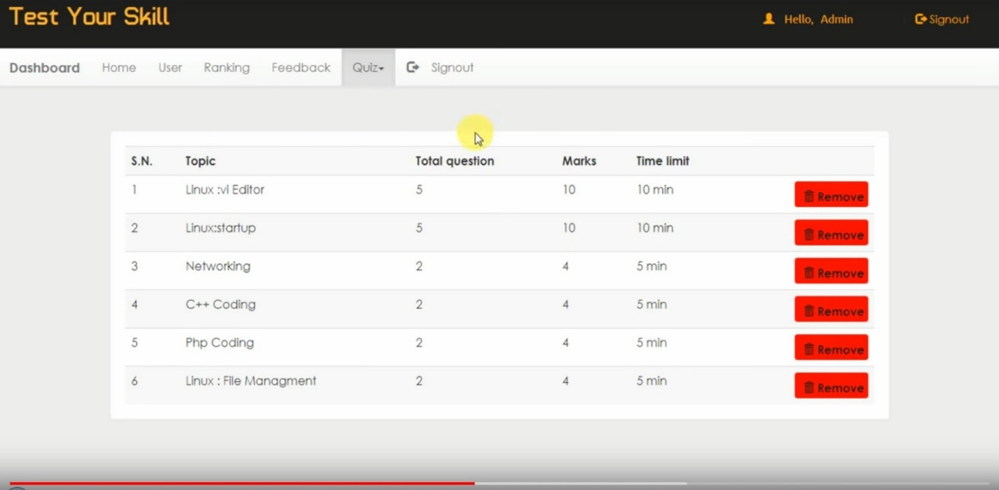 Test Your Skill
Hello, Admin Signout
Dashboard Home User Ranking Feedback Quiz Signout
S.N. Topic Total question Marks Time limit
1 Linux :vi Editor 5 10 10 min Remove
2 Linux:startup 5 10 10 min Remove
3 Networking 2 4 5 min Remove
4 C++ Coding 2 4 5 min Remove
5 Php Coding 2 4 5 min Remove
6 Linux : File Managment 2 4 5 min Remove